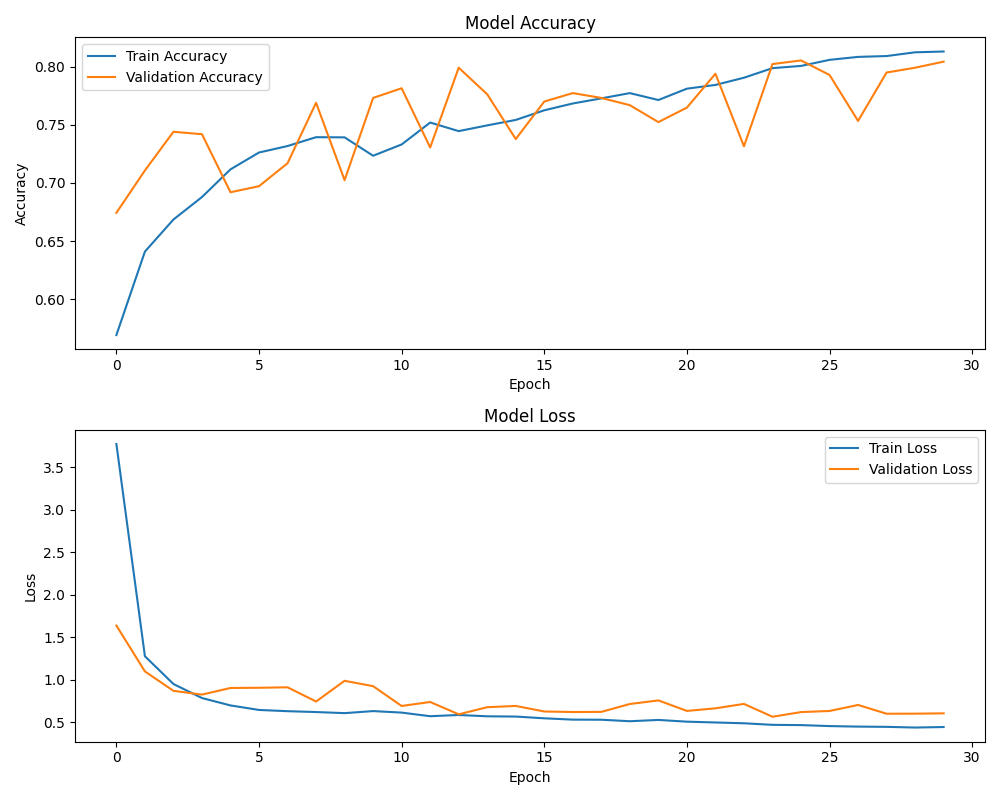 Model Accuracy
Train Accuracy
Validation Accuracy
Accuracy
0.80
0.75
0.70
0.65
0.60
0 5 10 15 20 25 30
Epoch
Model Loss
Train Loss
Validation Loss
Loss
3.5
3.0
2.5
2.0
1.5
1.0
0.5
0 5 10 15 20 25 30
Epoch